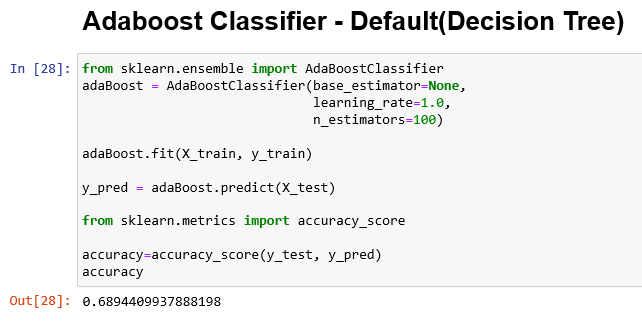 Adaboost Classifier - Default(Decision Tree)
In [28]: from sklearn.ensemble import AdaBoostClassifier
adaBoost = AdaBoostClassifier(base_estimator=None,
learning_rate=1.0,
n_estimators=100)
adaBoost.fit(X_train, y_train)
y_pred = adaBoost.predict(X_test)
from sklearn.metrics import accuracy_score
accuracy=accuracy_score(y_test, y_pred)
accuracy
Out[28]: 0.6894409937888198